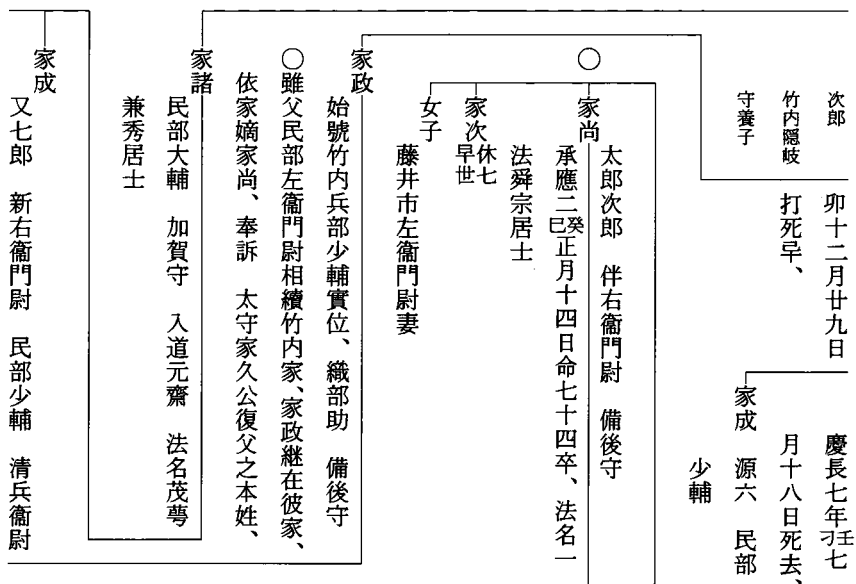 次郎
竹内隠岐
守養子
卯十二月廿九日
打死早、
慶長七年壬刁七
月十八日死去、
家成　源六　民部
少輔
〇
家尚
太郎次郎　伴右衞門尉　備後守
承應二癸巳正月十四日命七十四卒、法名一
法舜宗居士
家次休七
早世
女子
藤井市左衞門尉妻
家政
始號竹内兵部少輔實位、織部助　備後守
〇雖父民部左衞門尉相續竹内家、家政継在彼家、
依家嫡家尚、奉訴　太守家久公復父之本姓、
家諸
民部大輔　加賀守　入道元齋　法名茂蕚
兼秀居士
家成
又七郎　新右衞門尉　民部少輔　清兵衞尉